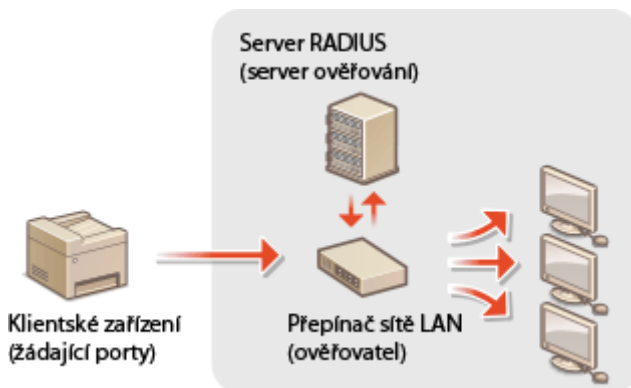 Server RADIUS
(server ověřování)
Klientské zařízení
(žádající porty)
Přepínač sítě LAN
(ověřovatel)